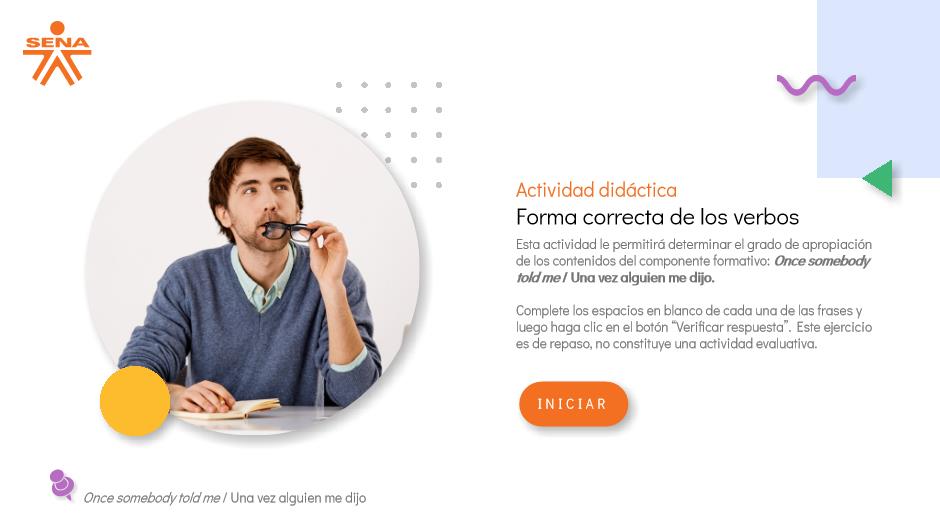 SENA
Actividad didáctica
Forma correcta de los verbos
Esta actividad le permitirá determinar el grado de apropiación
de los contenidos del componente formativo: Once somebody
told me / Una vez alguien me dijo.
Complete los espacios en blanco de cada una de las frases y
luego haga clic en el botón “Verificar respuesta”. Este ejercicio
es de repaso, no constituye una actividad evaluativa.
INICIAR
Once somebody told me / Una vez alguien me dijo